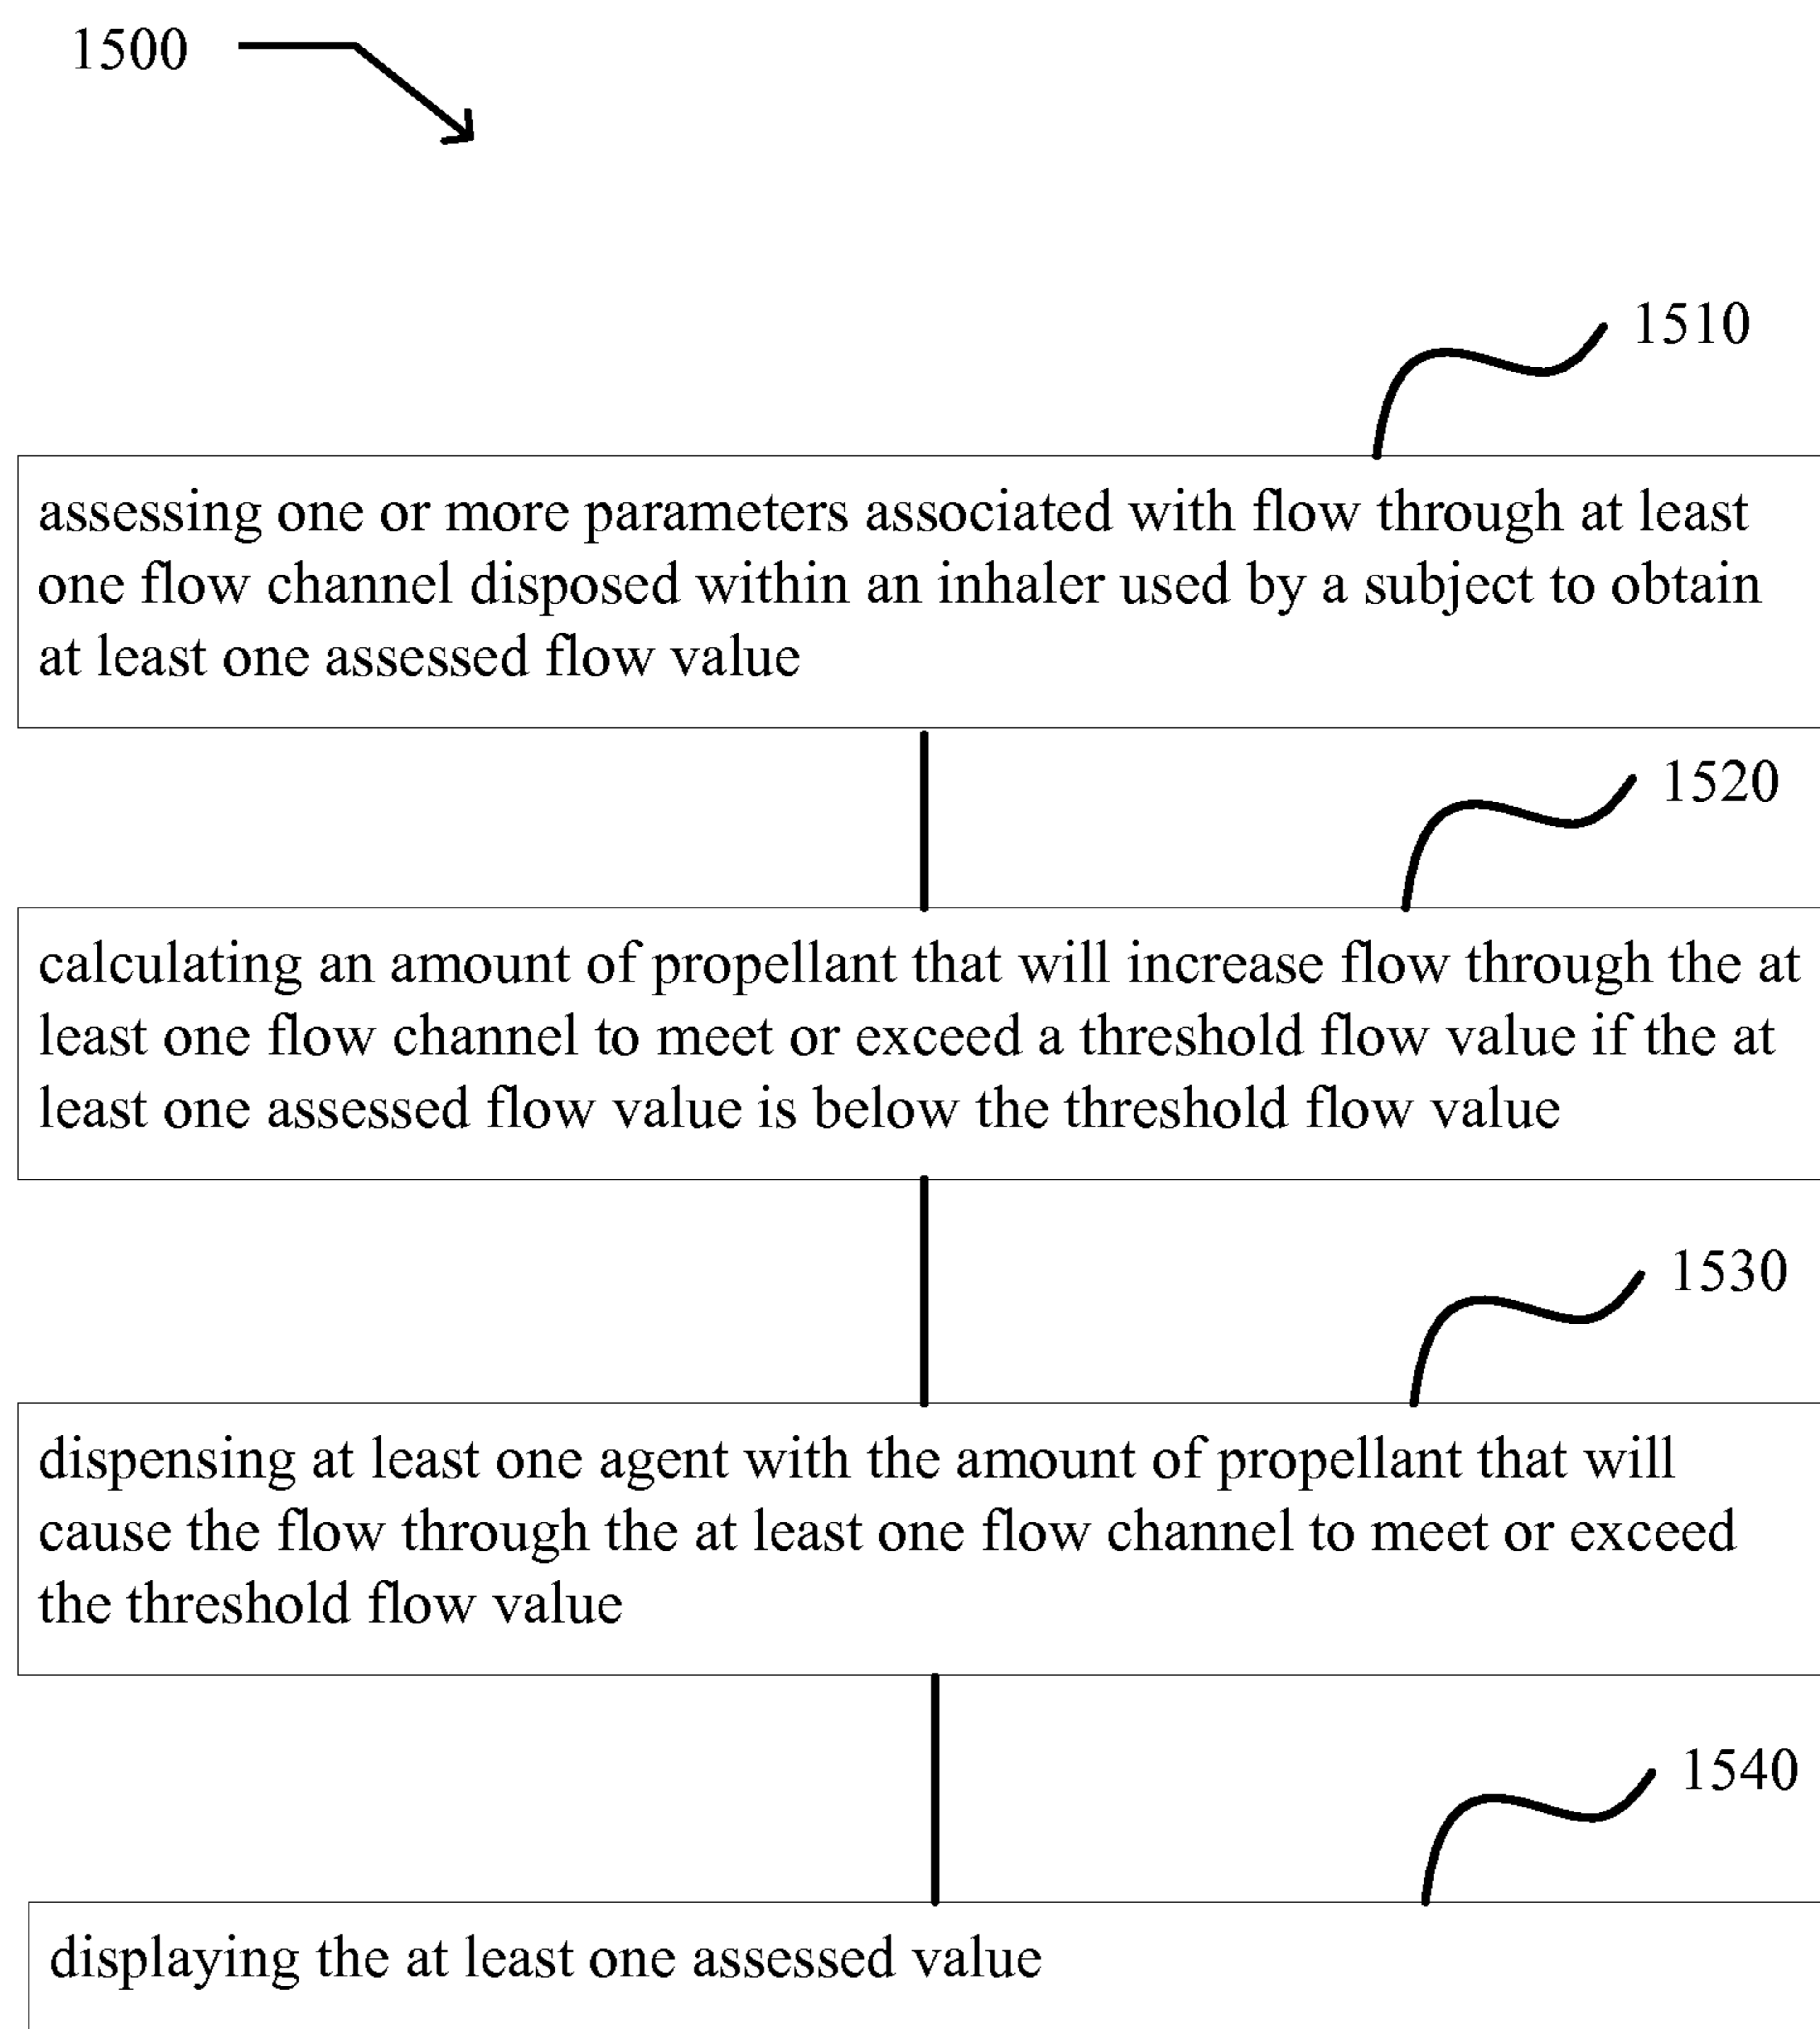 1500
1510
assessing one or more parameters associated with flow through at least
one flow channel disposed within an inhaler used by a subject to obtain
at least one assessed flow value
1520
calculating an amount of propellant that will increase flow through the at
least one flow channel to meet or exceed a threshold flow value if the at
least one assessed flow value is below the threshold flow value
1530
dispensing at least one agent with the amount of propellant that will
cause the flow through the at least one flow channel to meet or exceed
the threshold flow value
1540
displaying the at least one assessed value